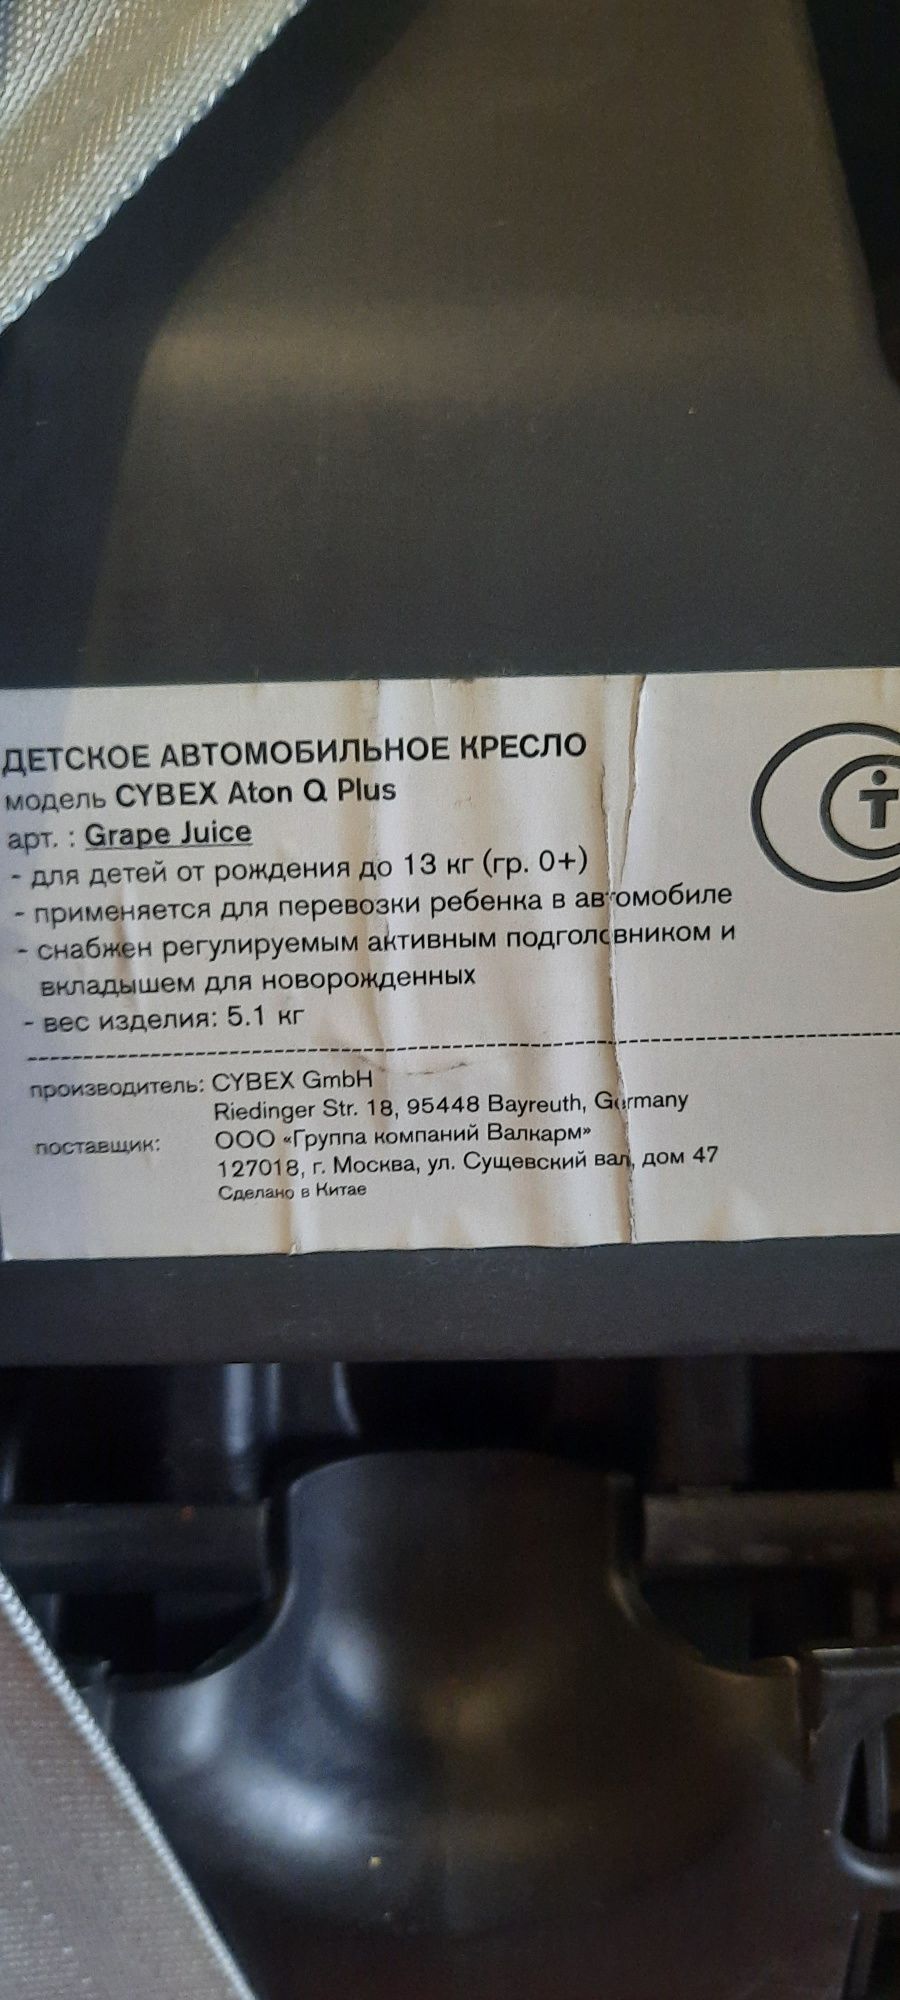 ДЕТСКОЕ АВТОМОБИЛЬНОЕ КРЕСЛО
модель CYBEX Aton Q Plus
арт. : Grape Juice
- для детей от рождения до 13 кг (гр. 0+)
- применяется для перевозки ребенка в автомобиле
- снабжен регулируемым активным подголовником и
вкладышем для новорожденных
- вес изделия: 5.1 кг
производитель: CYBEX GmbH
Riedinger Str. 18, 95448 Bayreuth, Germany
поставщик: ООО «Группа компаний Валкарм»
127018, г. Москва, ул. Сущевский вал, дом 47
Сделано в Китае